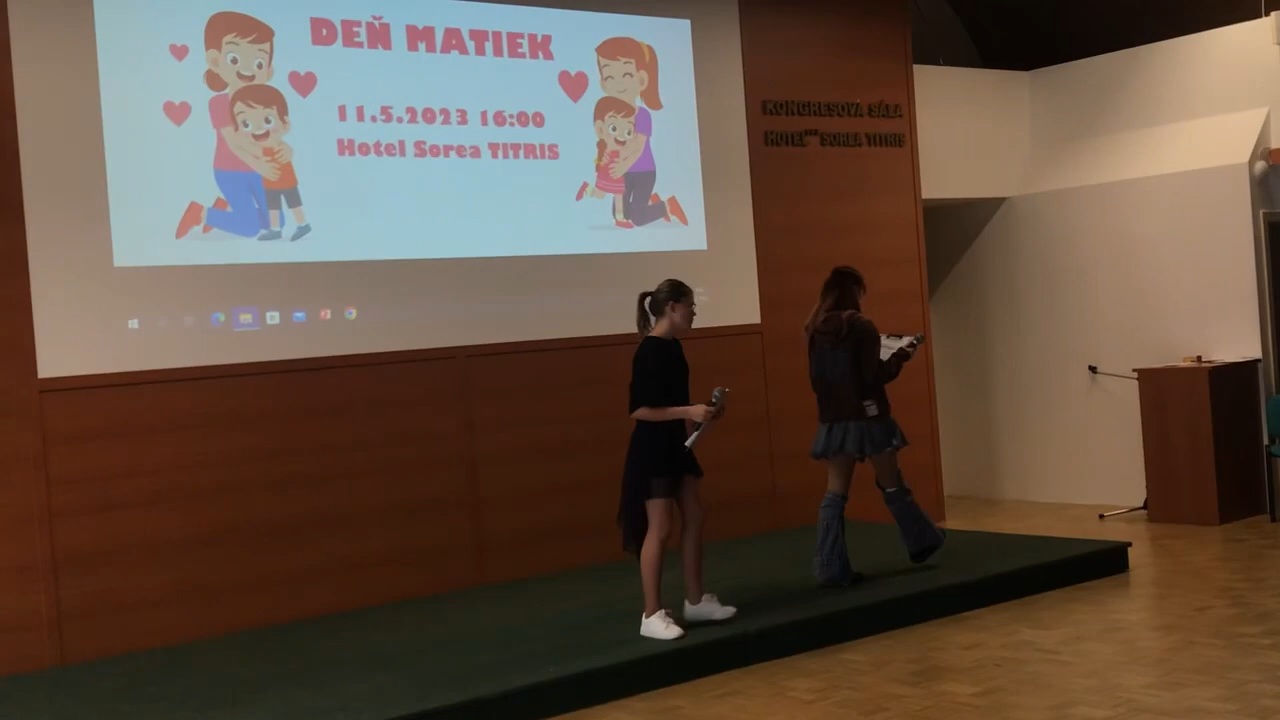 DEŇ MATIEK
11.5.2023 16:00
Hotel Sorea TITRIS
KONGRESOVÁ SÁLA
HOTEL*** SOREA TITRIS